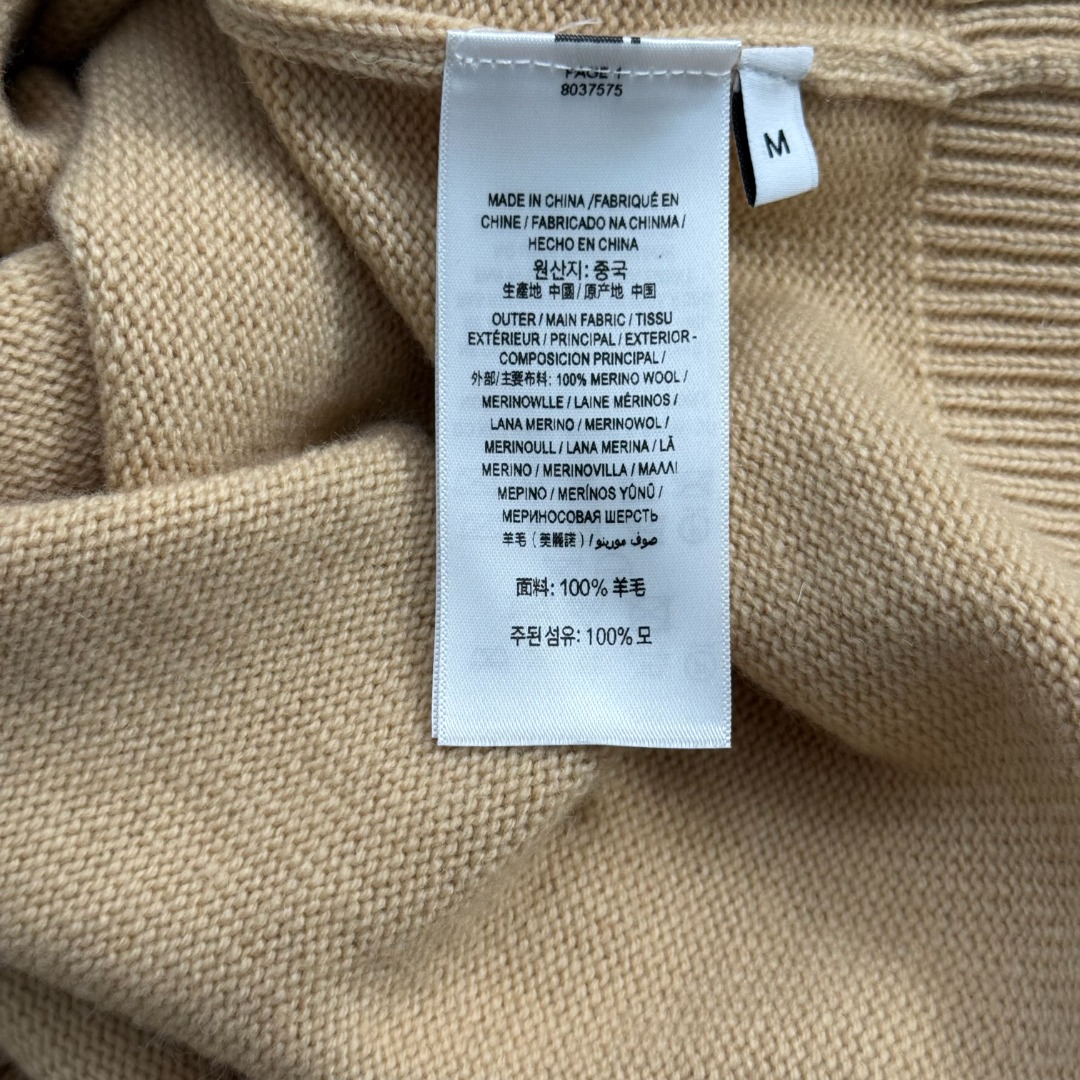 PAGE 1
8037575
M
MADE IN CHINA /FABRIQUÉ EN
CHINE / FABRICADO NA CHINMA /
HECHO EN CHINA
원산지: 중국
生產地 中國 / 原产地 中国
OUTER / MAIN FABRIC / TISSU
EXTÉRIEUR / PRINCIPAL / EXTERIOR -
COMPOSICION PRINCIPAL /
外部/主要布料: 100% MERINO WOOL /
MERINOWLLE / LAINE MÉRINOS /
LANA MERINO / MERINOWOL /
MERINOULL / LANA MERINA / LÃ
MERINO / MERINOVILLA / ΜΑΛΛΙ
ΜΕΡΙΝΟ / MERÍNOS YÜNÜ /
МЕРИНОСОВАЯ ШЕРСТЬ
羊毛 ( 美麗諾 ) / صوف مورينو
面料: 100% 羊毛
주된 섬유: 100% 모